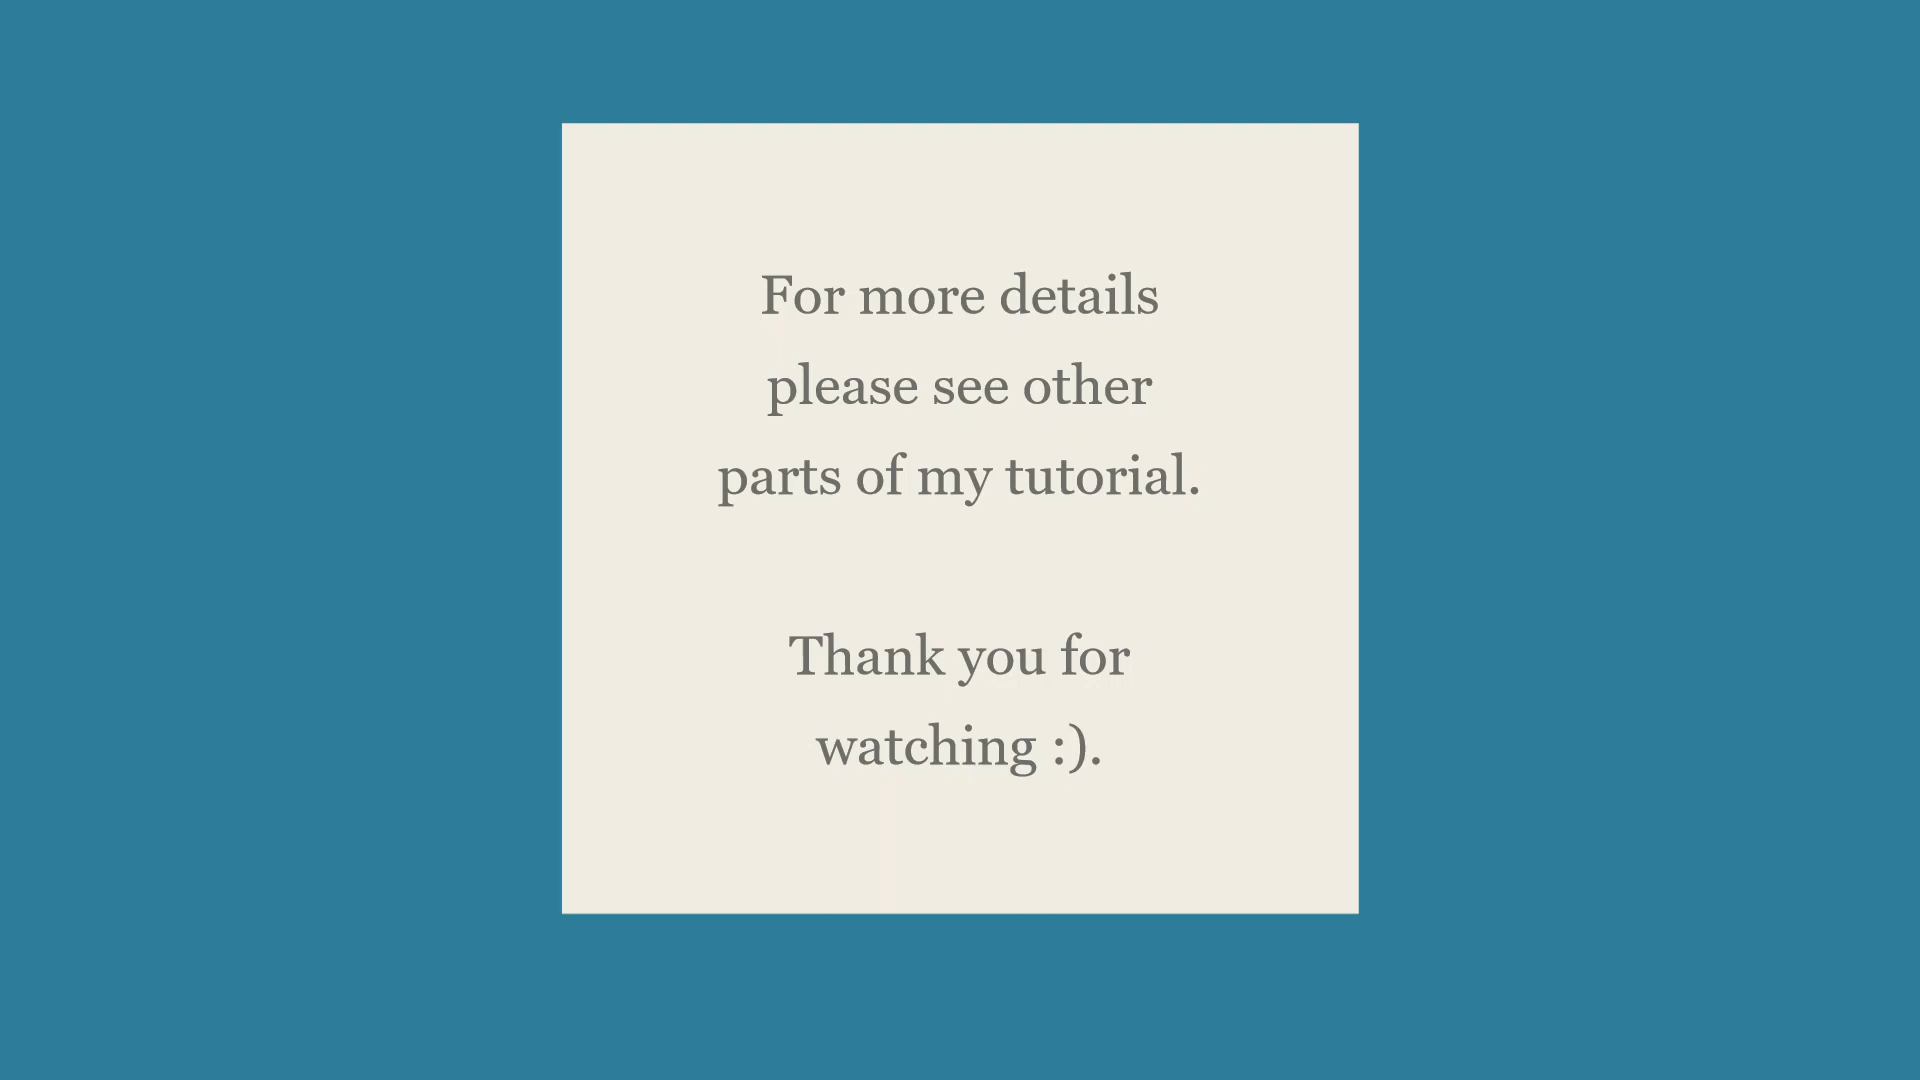 For more details
please see other
parts of my tutorial.
Thank you for
watching :).